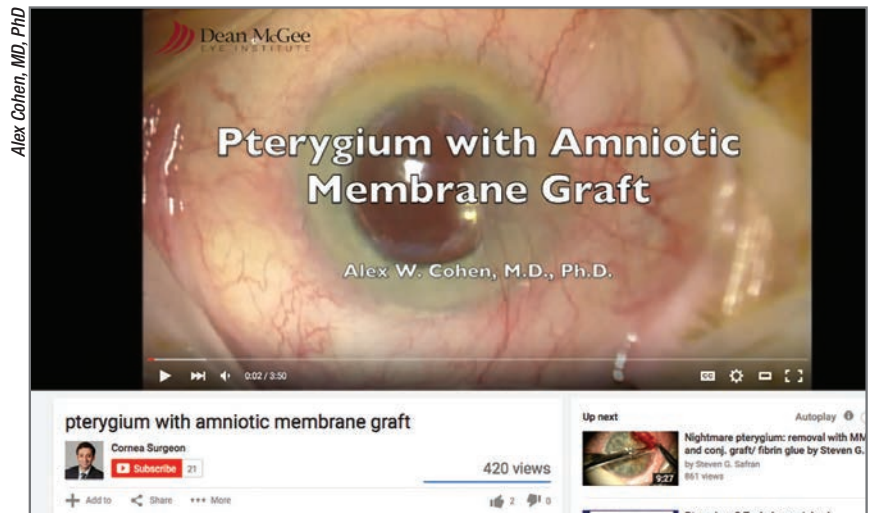 Alex Cohen, MD, PhD
Dean McGee
EYE INSTITUTE
Pterygium with Amniotic
Membrane Graft
Alex W. Cohen, M.D., Ph.D.
0:02 / 3:50
CC
pterygium with amniotic membrane graft
Cornea Surgeon
Subscribe 21
420 views
Add to Share More
2 0
Up next Autoplay
Nightmare pterygium: removal with MM
and conj. graft/ fibrin glue by Steven G.
by Steven G. Safran
861 views
9:27